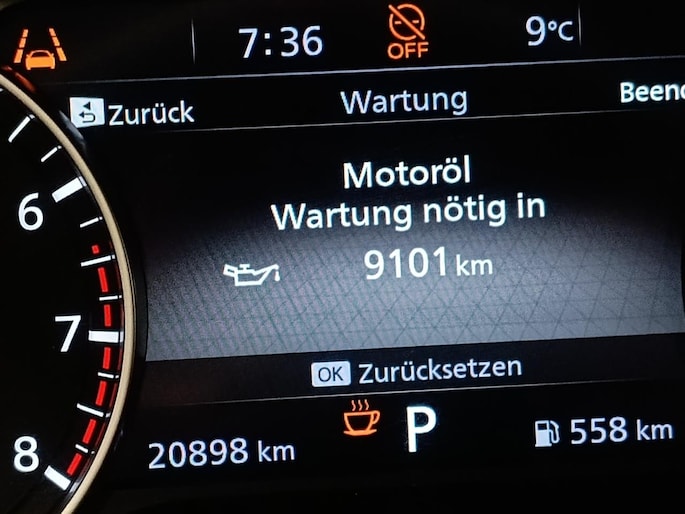 7:36
OFF
9°C
Zurück
Wartung
Motoröl
Wartung nötig in
9101 km
OK Zurücksetzen
6
7
8
20898 km
P
558 km